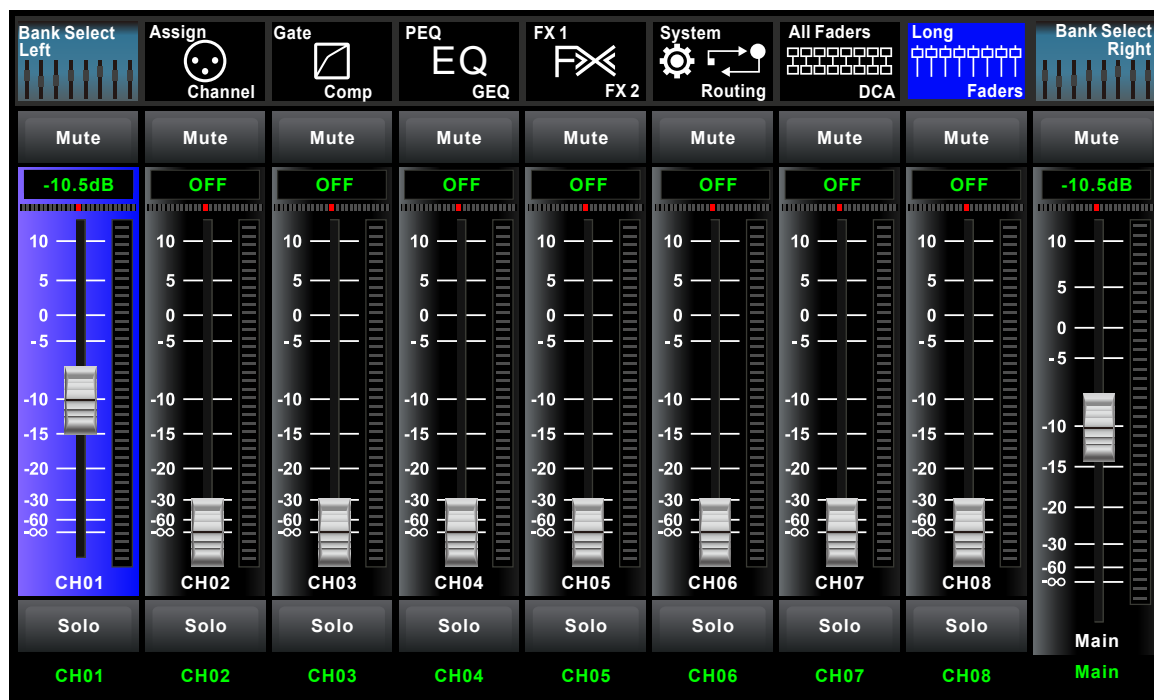 Bank Select
Left
Assign
Channel
Gate
Comp
PEQ
EQ
GEQ
FX 1
FX 2
System
Routing
All Faders
DCA
Long
Faders
Bank Select
Right
Mute Mute Mute Mute Mute Mute Mute Mute Mute
-10.5dB OFF OFF OFF OFF OFF OFF OFF -10.5dB
10 10 10 10 10 10 10 10 10
5 5 5 5 5 5 5 5 5
0 0 0 0 0 0 0 0 0
-5 -5 -5 -5 -5 -5 -5 -5 -5
-10 -10 -10 -10 -10 -10 -10 -10 -10
-15 -15 -15 -15 -15 -15 -15 -15 -15
-20 -20 -20 -20 -20 -20 -20 -20 -20
-30 -30 -30 -30 -30 -30 -30 -30 -30
-60 -60 -60 -60 -60 -60 -60 -60 -60
-∞ -∞ -∞ -∞ -∞ -∞ -∞ -∞ -∞
CH01 CH02 CH03 CH04 CH05 CH06 CH07 CH08
Solo Solo Solo Solo Solo Solo Solo Solo
Main
CH01 CH02 CH03 CH04 CH05 CH06 CH07 CH08 Main